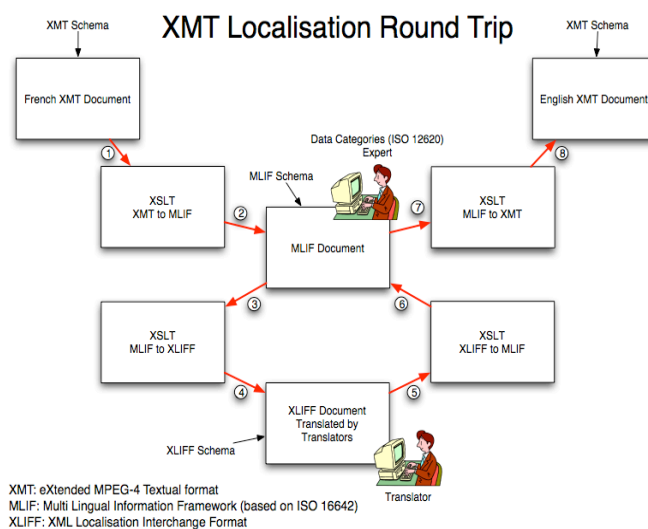 XMT Localisation Round Trip
XMT Schema
XMT Schema
French XMT Document
English XMT Document
1
8
Data Categories (ISO 12620)
Expert
MLIF Schema
XSLT
XMT to MLIF
2
MLIF Document
7
XSLT
MLIF to XMT
3
6
XSLT
MLIF to XLIFF
XSLT
XLIFF to MLIF
4
5
XLIFF Document
Translated by
Translators
XLIFF Schema
Translator
XMT: eXtended MPEG-4 Textual format
MLIF: Multi Lingual Information Framework (based on ISO 16642)
XLIFF: XML Localisation Interchange Format